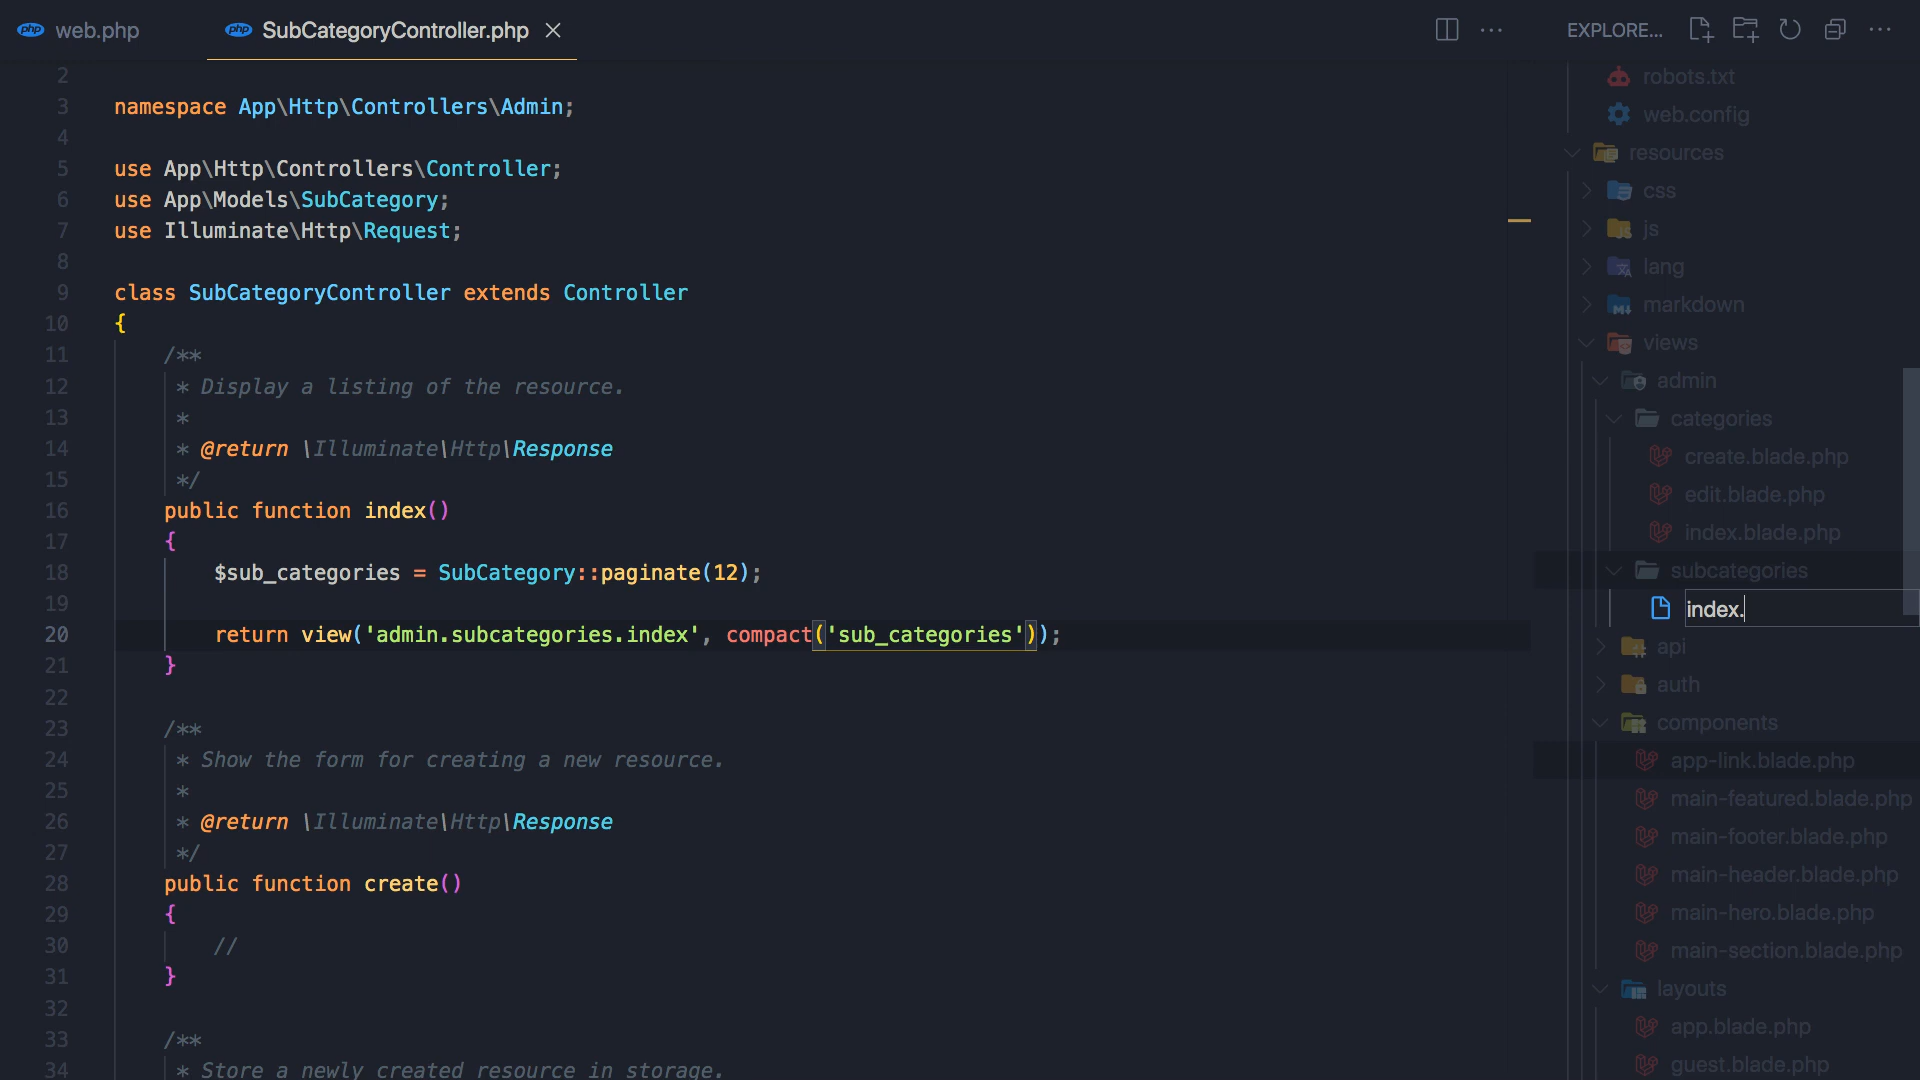 web.php
SubCategoryController.php
EXPLORE...
2
3 namespace App\Http\Controllers\Admin;
4
5 use App\Http\Controllers\Controller;
6 use App\Models\SubCategory;
7 use Illuminate\Http\Request;
8
9 class SubCategoryController extends Controller
10 {
11 /**
12 * Display a listing of the resource.
13 *
14 * @return \Illuminate\Http\Response
15 */
16 public function index()
17 {
18 $sub_categories = SubCategory::paginate(12);
19
20 return view('admin.subcategories.index', compact('sub_categories'));
21 }
22
23 /**
24 * Show the form for creating a new resource.
25 *
26 * @return \Illuminate\Http\Response
27 */
28 public function create()
29 {
30 //
31 }
32
33 /**
34 * Store a newly created resource in storage.
robots.txt
web.config
resources
css
js
lang
markdown
views
admin
categories
create.blade.php
edit.blade.php
index.blade.php
subcategories
index.
api
auth
components
app-link.blade.php
main-featured.blade.php
main-footer.blade.php
main-header.blade.php
main-hero.blade.php
main-section.blade.php
layouts
app.blade.php
guest.blade.php